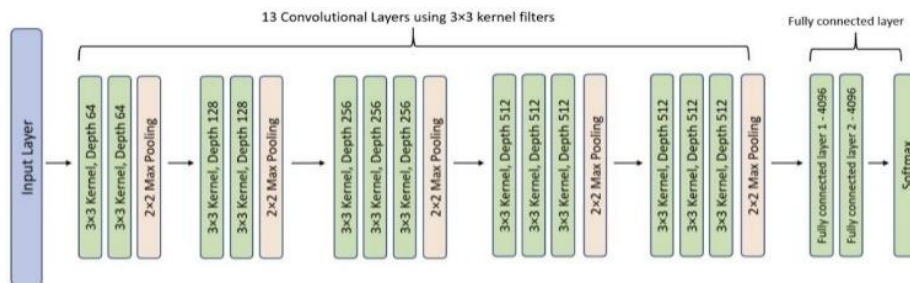 13 Convolutional Layers using 3×3 kernel filters
Fully connected layer
Input Layer
3×3 Kernel, Depth 64
3×3 Kernel, Depth 64
2×2 Max Pooling
3×3 Kernel, Depth 128
3×3 Kernel, Depth 128
2×2 Max Pooling
3×3 Kernel, Depth 256
3×3 Kernel, Depth 256
3×3 Kernel, Depth 256
2×2 Max Pooling
3×3 Kernel, Depth 512
3×3 Kernel, Depth 512
3×3 Kernel, Depth 512
2×2 Max Pooling
3×3 Kernel, Depth 512
3×3 Kernel, Depth 512
3×3 Kernel, Depth 512
2×2 Max Pooling
Fully connected layer 1 - 4096
Fully connected layer 2 - 4096
Softmax